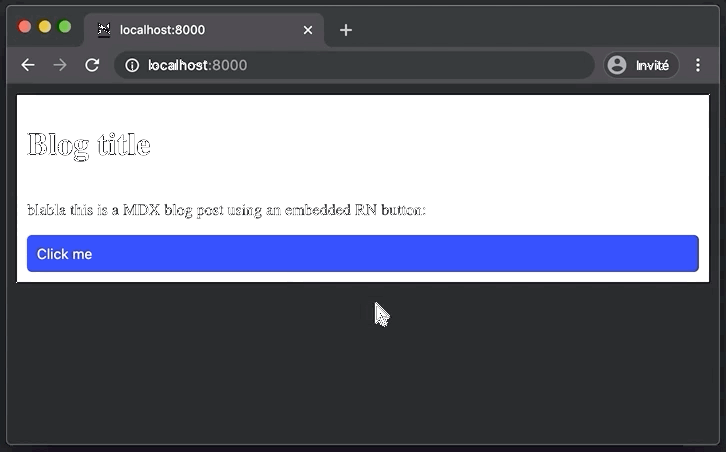 localhost:8000
localhost:8000
Invité
Blog title
blabla this is a MDX blog post using an embedded RN button:
Click me